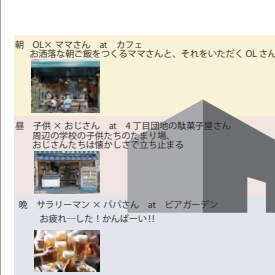 朝　OL× ママさん　at　カフェ
お洒落な朝ご飯をつくるママさんと、それをいただく OL さん
昼　子供 × おじさん　at　4 丁目団地の駄菓子屋さん
周辺の学校の子供たちのたまり場、
おじさんたちは懐かしさで立ち止まる
晩　サラリーマン × パパさん　at　ビアガーデン
お疲れ―した！かんぱーい!!